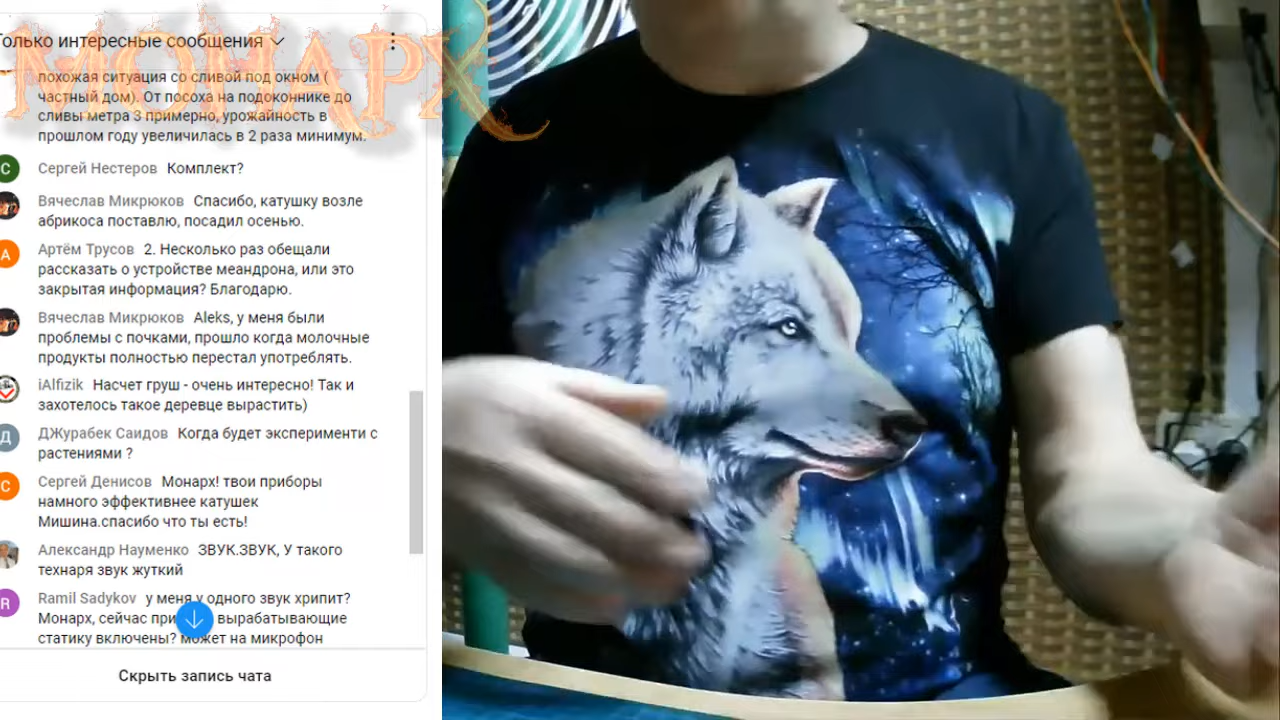 Только интересные сообщения
МОНАРХ
похожая ситуация со сливой под окном (
частный дом). От посоха на подоконнике до
сливы метра 3 примерно, урожайность в
прошлом году увеличилась в 2 раза минимум.
С
Сергей Нестеров Комплект?
Вячеслав Микрюков Спасибо, катушку возле
абрикоса поставлю, посадил осенью.
А
Артём Трусов 2. Несколько раз обещали
рассказать о устройстве меандрона, или это
закрытая информация? Благодарю.
Вячеслав Микрюков Aleks, у меня были
проблемы с почками, прошло когда молочные
продукты полностью перестал употреблять.
iAlfizik Насчет груш - очень интересно! Так и
захотелось такое деревце вырастить)
Д
ДЖурабек Саидов Когда будет эксперименти с
растениями ?
С
Сергей Денисов Монарх! твои приборы
намного эффективнее катушек
Мишина.спасибо что ты есть!
Александр Науменко ЗВУК.ЗВУК, У такого
технаря звук жуткий
R
Ramil Sadykov у меня у одного звук хрипит?
Монарх, сейчас вырабатывающие
статику включены? может на микрофон
Скрыть запись чата